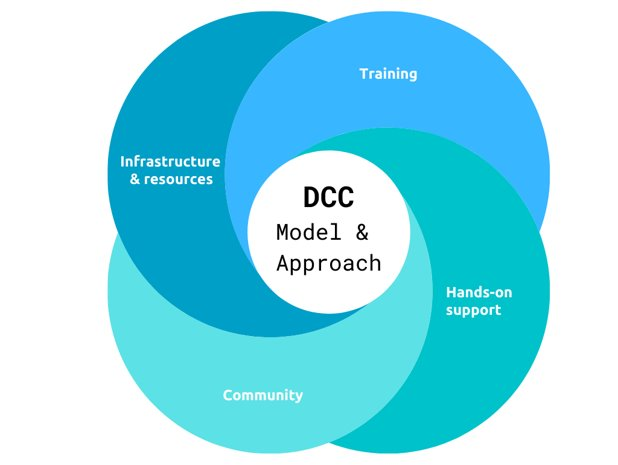 Training
Infrastructure
& resources
DCC
Model &
Approach
Hands-on
support
Community